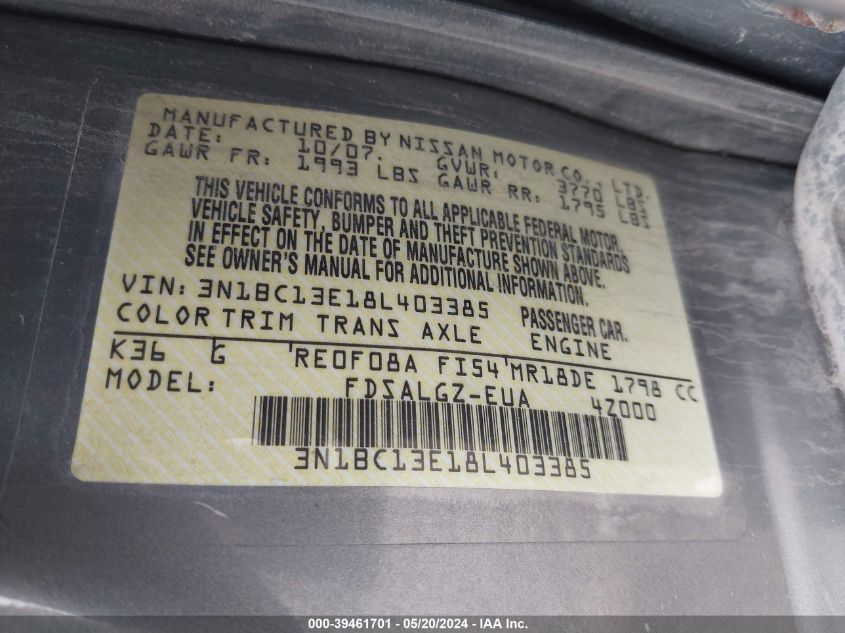 MANUFACTURED BY NISSAN MOTOR CO., LTD.
DATE: 10/07. GVWR: 3770 LBS
GAWR FR: 1993 LBS GAWR RR: 1795 LBS
THIS VEHICLE CONFORMS TO ALL APPLICABLE FEDERAL MOTOR
VEHICLE SAFETY, BUMPER AND THEFT PREVENTION STANDARDS
IN EFFECT ON THE DATE OF MANUFACTURE SHOWN ABOVE.
SEE OWNER'S MANUAL FOR ADDITIONAL INFORMATION.
VIN: 3N1BC13E18L403385 PASSENGER CAR.
COLOR TRIM TRANS AXLE ENGINE
K36 G 'RE0F08A FI54'MR18DE 1798 CC
MODEL: FDSALGZ-EUA 4Z000
3N1BC13E18L403385
000-39461701 - 05/20/2024 - IAA Inc.